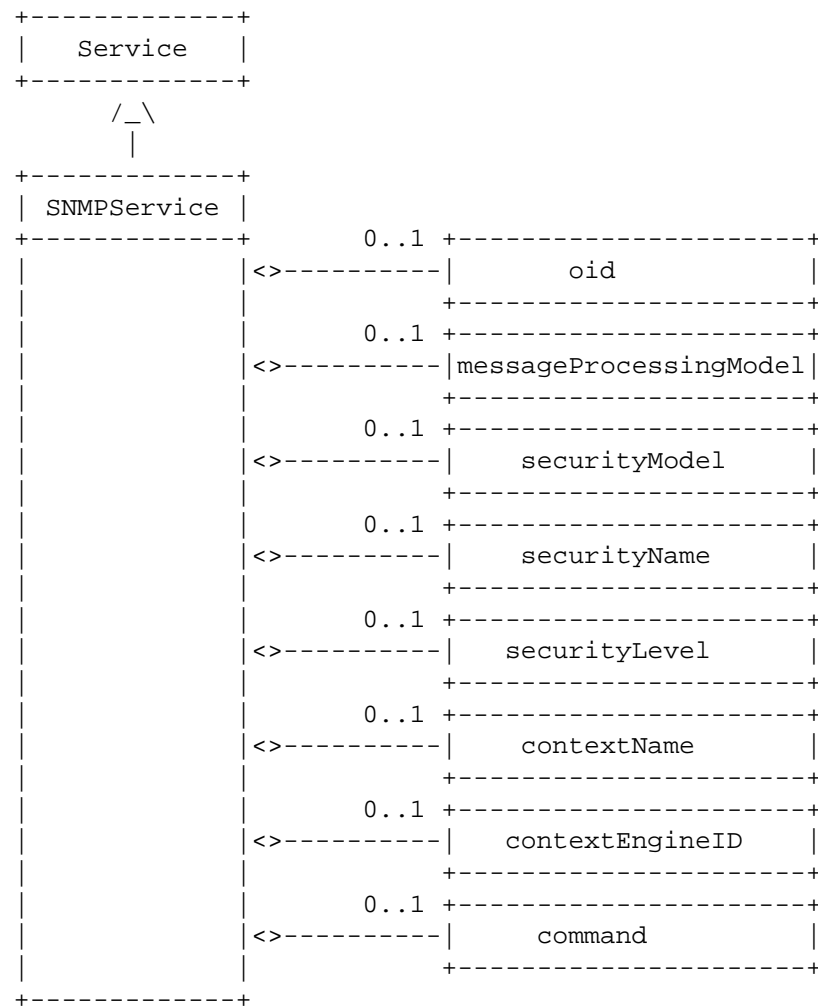 +-------------+
|   Service   |
+-------------+
      /_\
       |
+-------------+
| SNMPService |
+-------------+       0..1 +----------------------+
|             |<>----------|       oid            |
|             |            +----------------------+
|             |       0..1 +----------------------+
|             |<>----------|messageProcessingModel|
|             |            +----------------------+
|             |       0..1 +----------------------+
|             |<>----------|    securityModel     |
|             |            +----------------------+
|             |       0..1 +----------------------+
|             |<>----------|    securityName      |
|             |            +----------------------+
|             |       0..1 +----------------------+
|             |<>----------|   securityLevel      |
|             |            +----------------------+
|             |       0..1 +----------------------+
|             |<>----------|    contextName       |
|             |            +----------------------+
|             |       0..1 +----------------------+
|             |<>----------|   contextEngineID    |
|             |            +----------------------+
|             |       0..1 +----------------------+
|             |<>----------|     command          |
|             |            +----------------------+
+-------------+